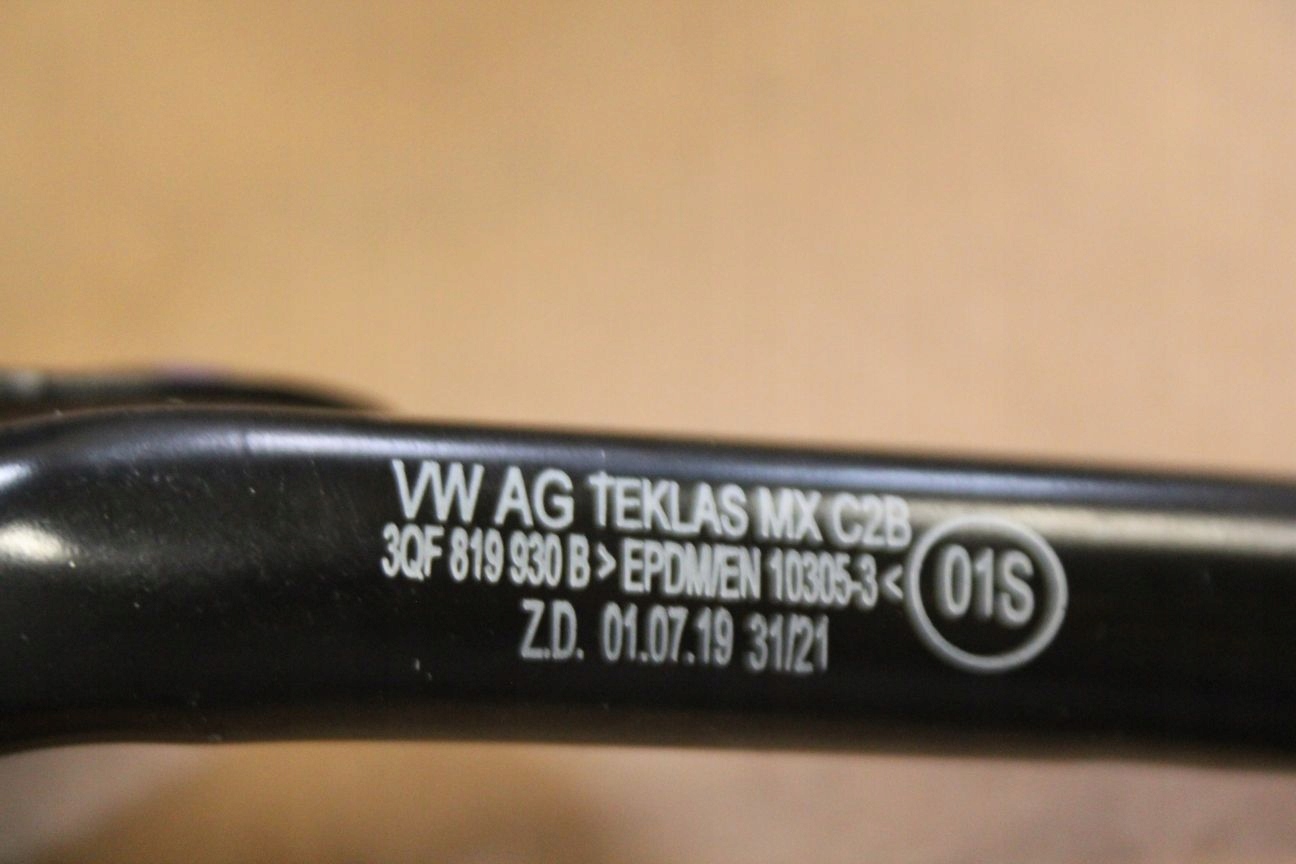 VW AG TEKLAS MX C2B
3QF 819 930 B > EPDM/EN 10305-3 <
01S
Z.D. 01.07.19 31/21